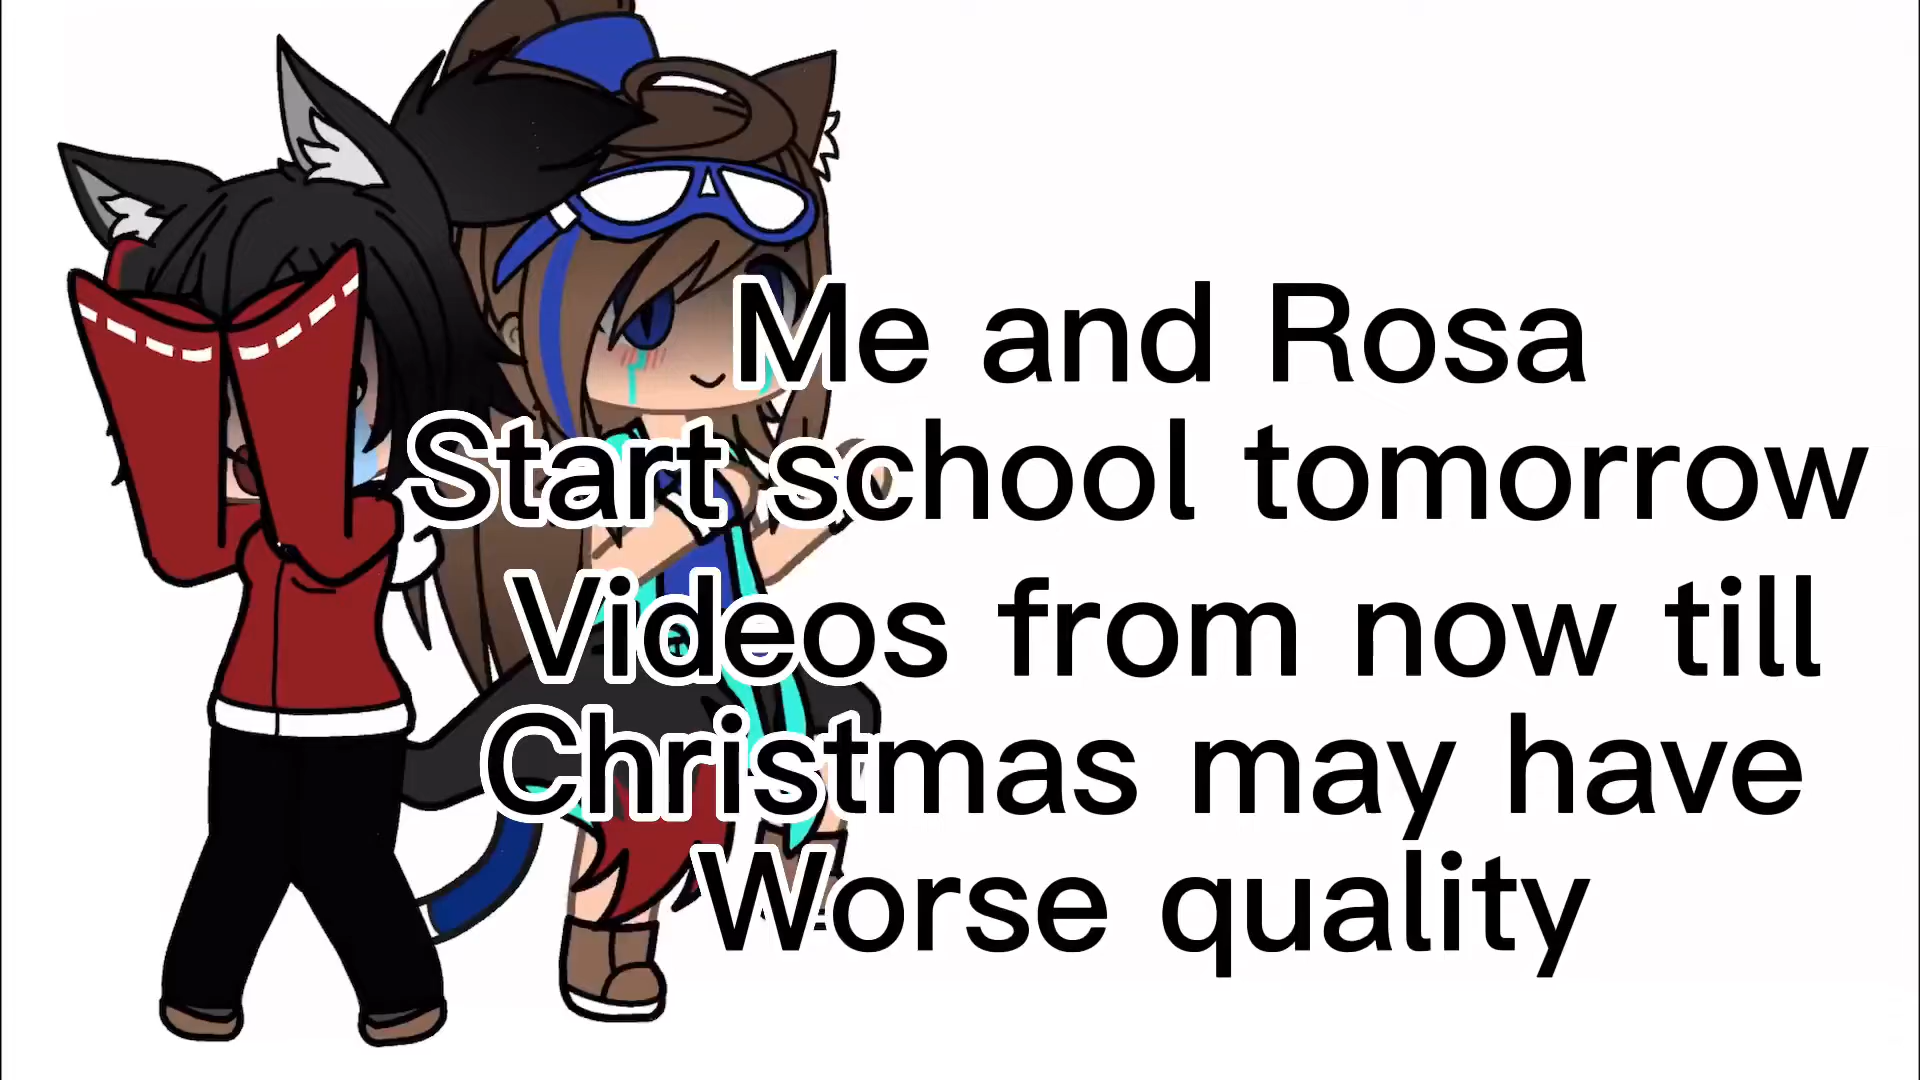 Me and Rosa
Start school tomorrow
Videos from now till
Christmas may have
Worse quality